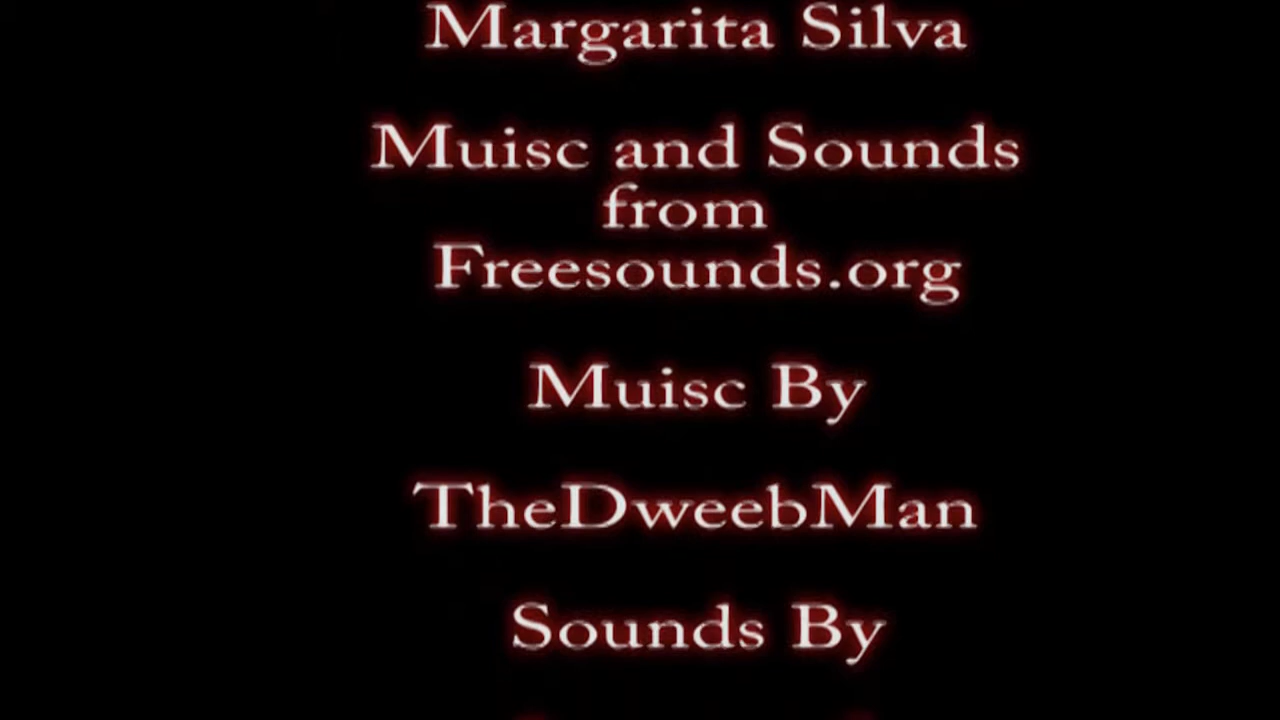 Margarita Silva
Muisc and Sounds
from
Freesounds.org
Muisc By
TheDweebMan
Sounds By